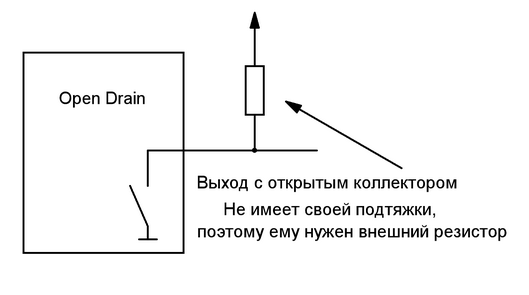 Open Drain
Выход с открытым коллектором
Не имеет своей подтяжки,
поэтому ему нужен внешний резистор